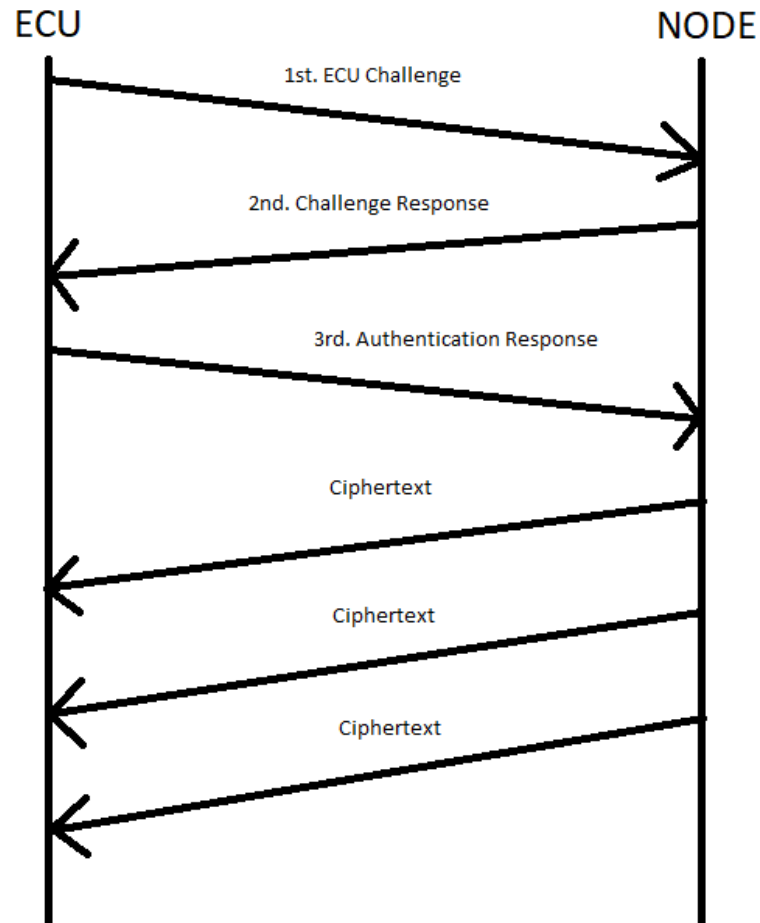 ECU
NODE
1st. ECU Challenge
2nd. Challenge Response
3rd. Authentication Response
Ciphertext
Ciphertext
Ciphertext